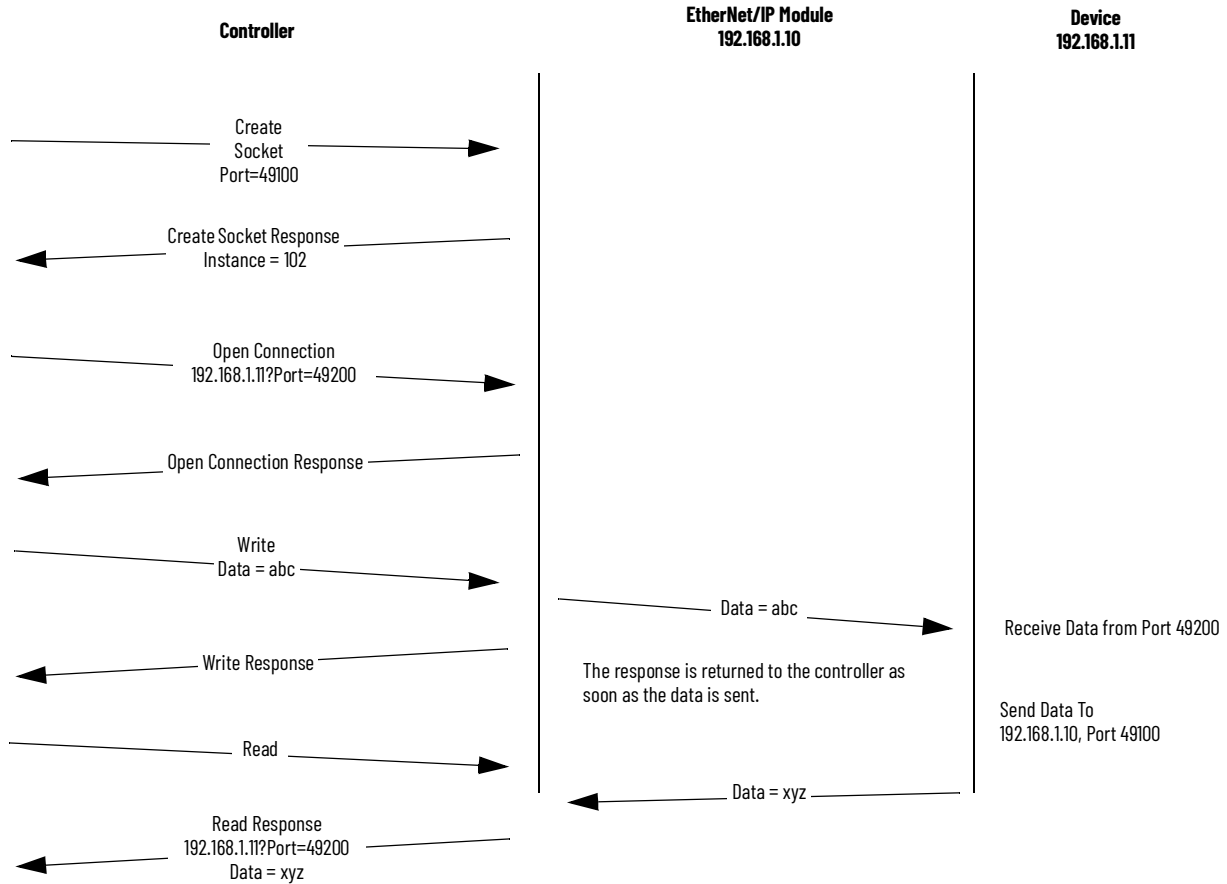 Controller
EtherNet/IP Module
192.168.1.10
Device
192.168.1.11
Create
Socket
Port=49100
Create Socket Response
Instance = 102
Open Connection
192.168.1.11?Port=49200
Open Connection Response
Write
Data = abc
Data = abc
Receive Data from Port 49200
Write Response
The response is returned to the controller as
soon as the data is sent.
Send Data To
192.168.1.10, Port 49100
Read
Data = xyz
Read Response
192.168.1.11?Port=49200
Data = xyz